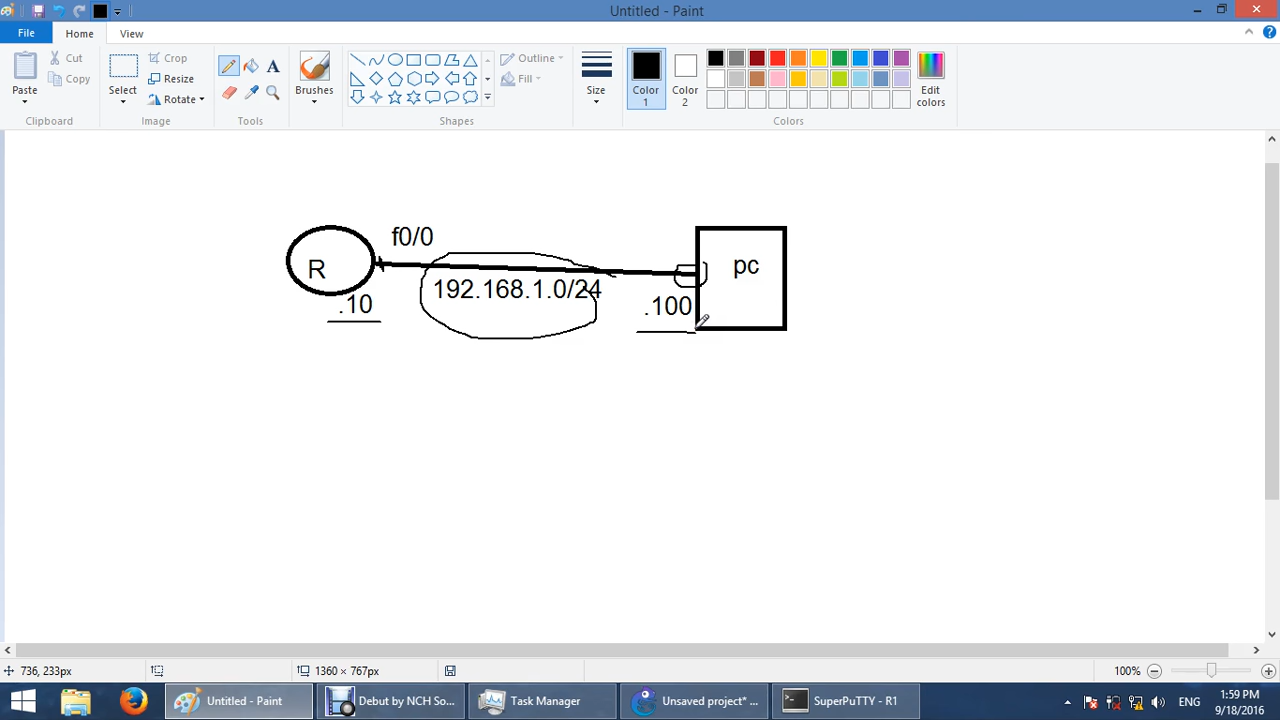 Untitled - Paint
File Home View
Paste
Cut
Copy
Clipboard
Select
Crop
Resize
Rotate
Image
Tools
Brushes
Shapes
Outline
Fill
Size
Color 1
Color 2
Colors
Edit colors
f0/0
R
pc
192.168.1.0/24
.10
.100
736, 233px
1360 × 767px
100%
Untitled - Paint
Debut by NCH So...
Task Manager
Unsaved project* ...
SuperPuTTY - R1
ENG
1:59 PM
9/18/2016